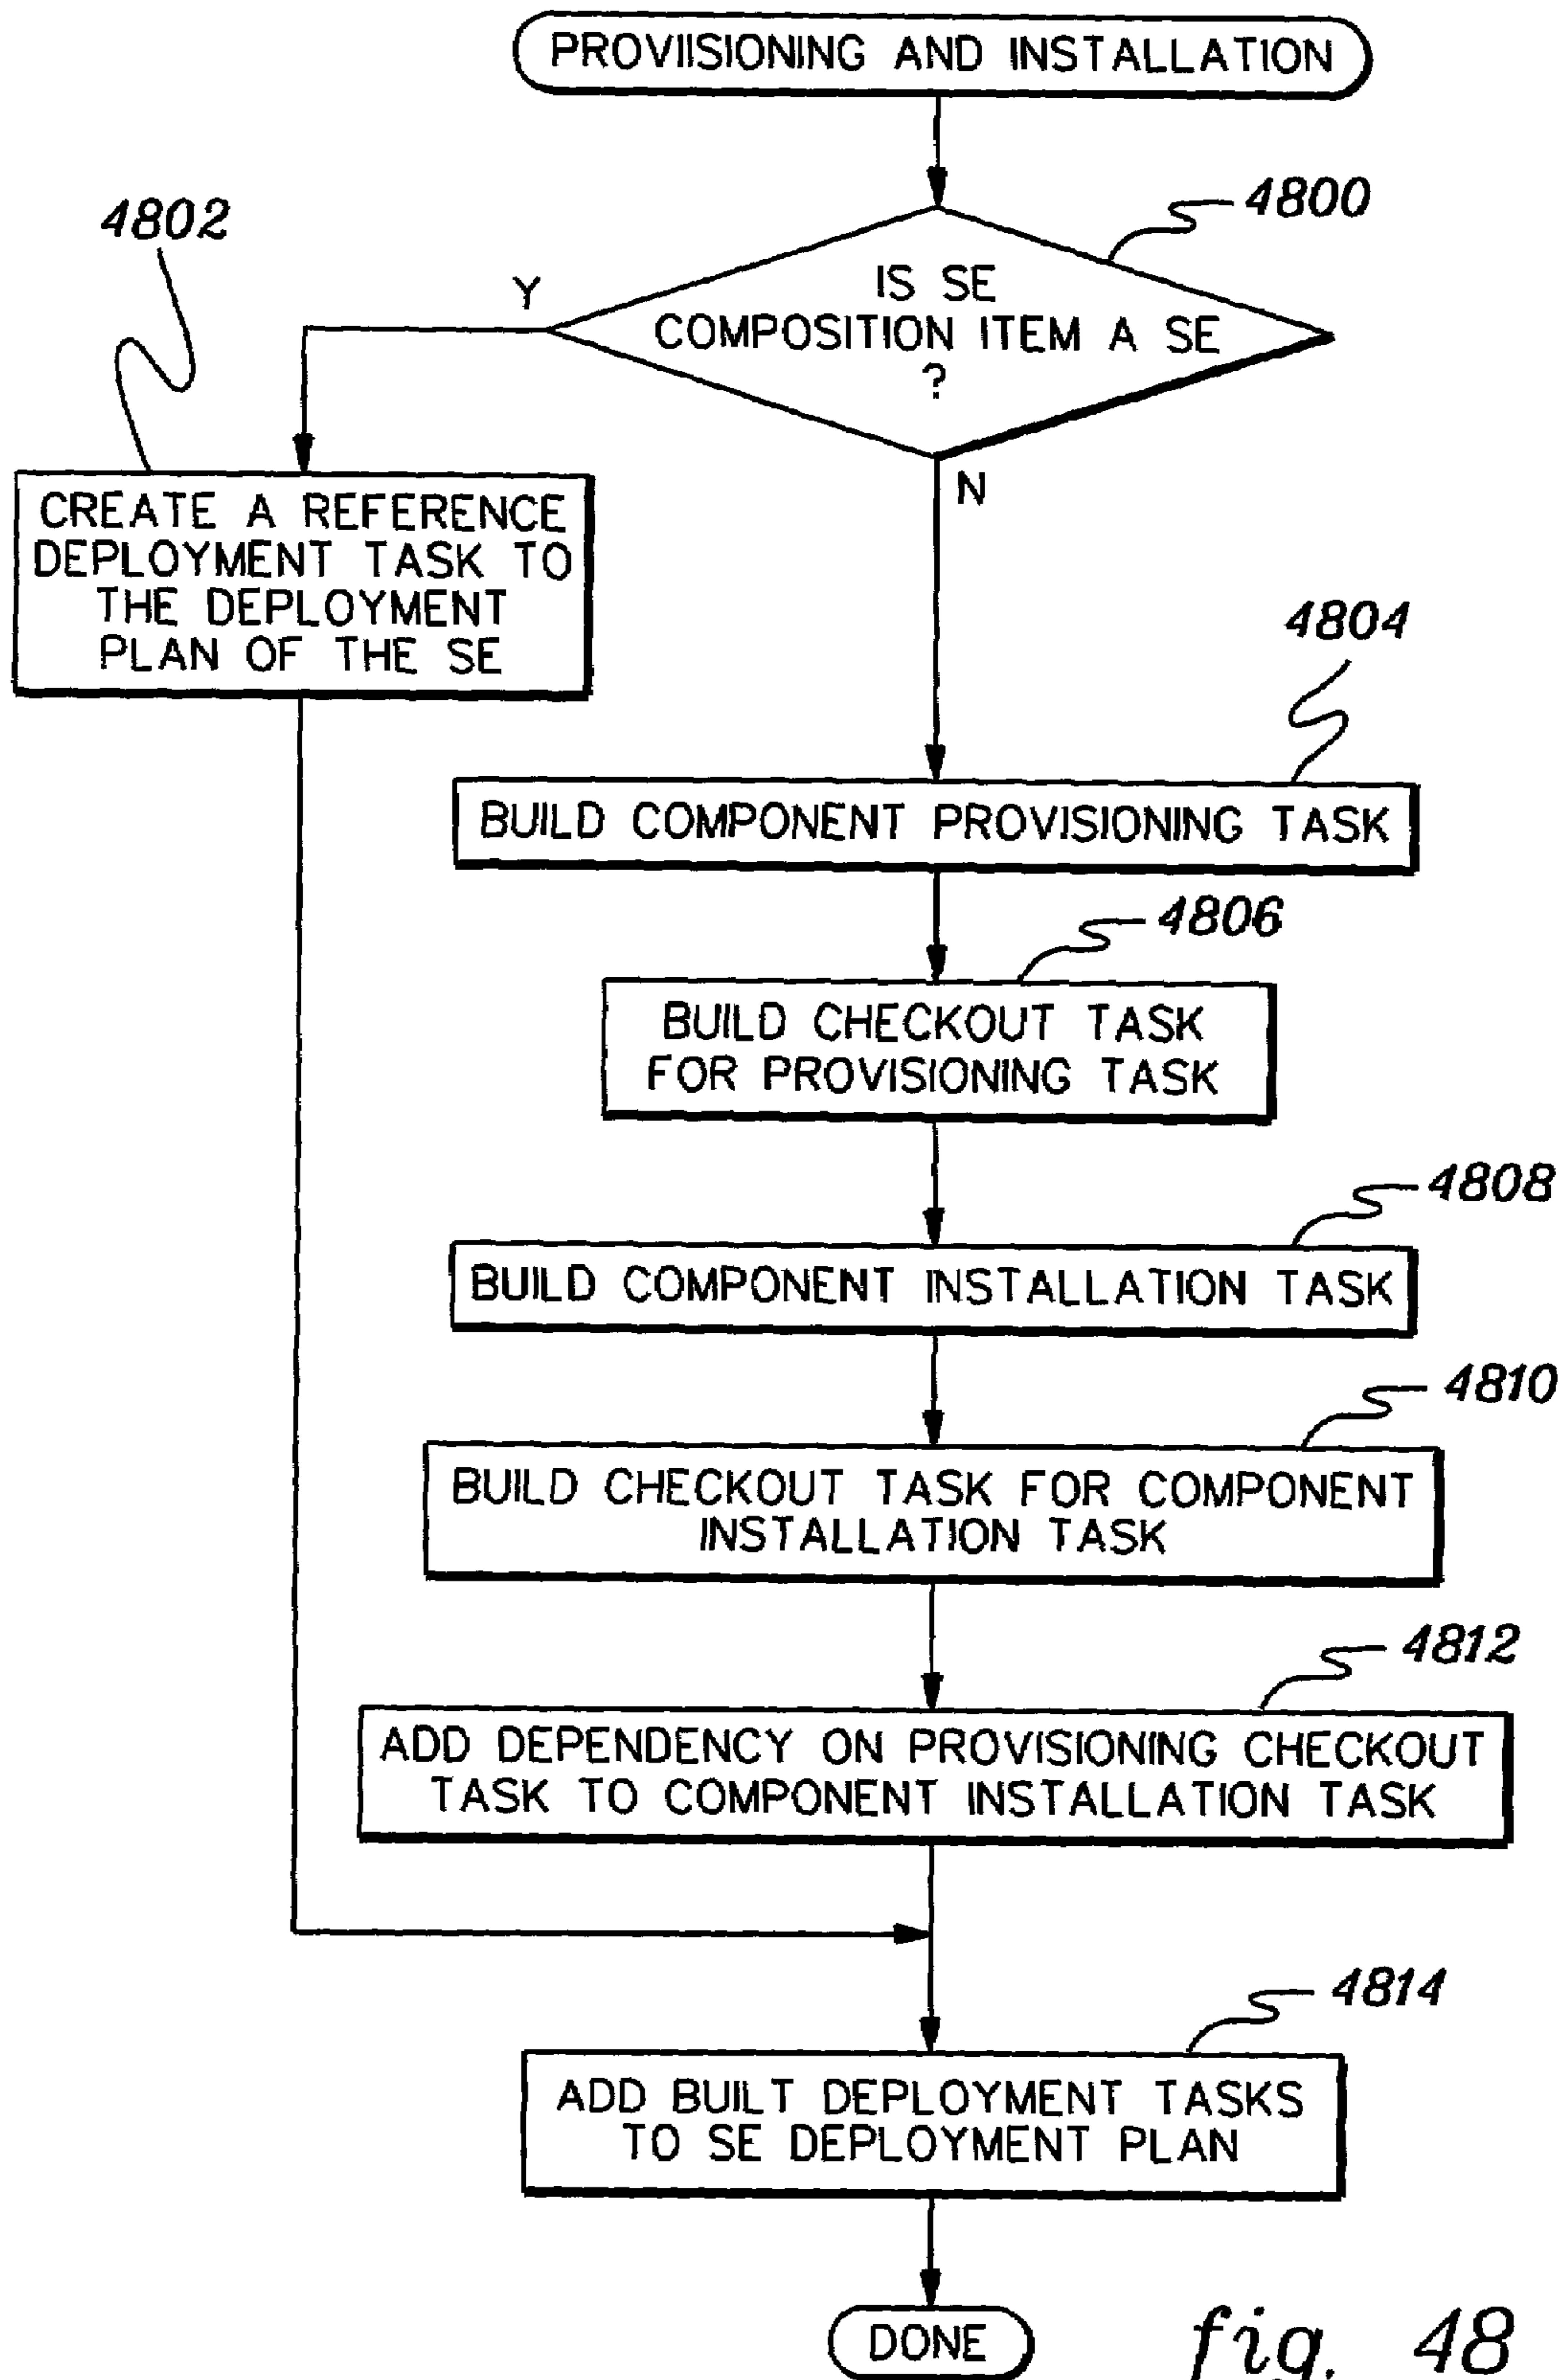 PROVIISIONING AND INSTALLATION
4800
4802
IS SE
COMPOSITION ITEM A SE
?
Y
N
CREATE A REFERENCE
DEPLOYMENT TASK TO
THE DEPLOYMENT
PLAN OF THE SE
4804
BUILD COMPONENT PROVISIONING TASK
4806
BUILD CHECKOUT TASK
FOR PROVISIONING TASK
4808
BUILD COMPONENT INSTALLATION TASK
4810
BUILD CHECKOUT TASK FOR COMPONENT
INSTALLATION TASK
4812
ADD DEPENDENCY ON PROVISIONING CHECKOUT
TASK TO COMPONENT INSTALLATION TASK
4814
ADD BUILT DEPLOYMENT TASKS
TO SE DEPLOYMENT PLAN
DONE
fig. 48